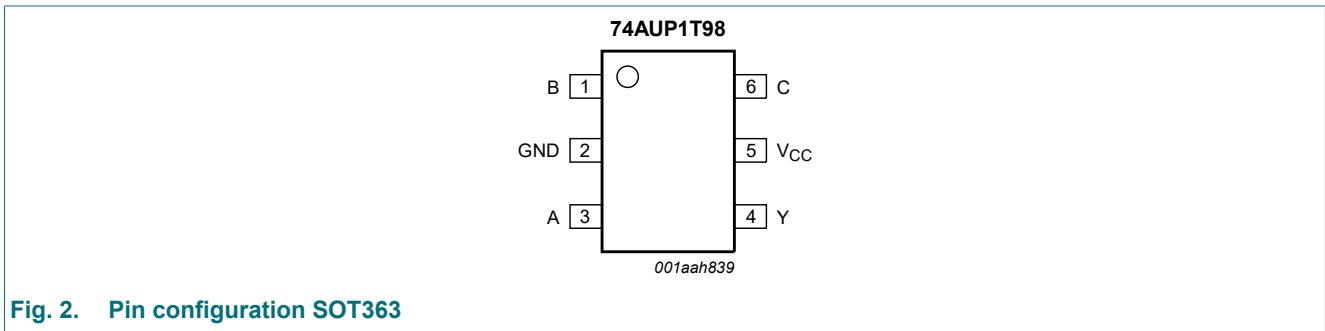 74AUP1T98
B 1 6 C
GND 2 5 VCC
A 3 4 Y
001aah839
Fig. 2. Pin configuration SOT363